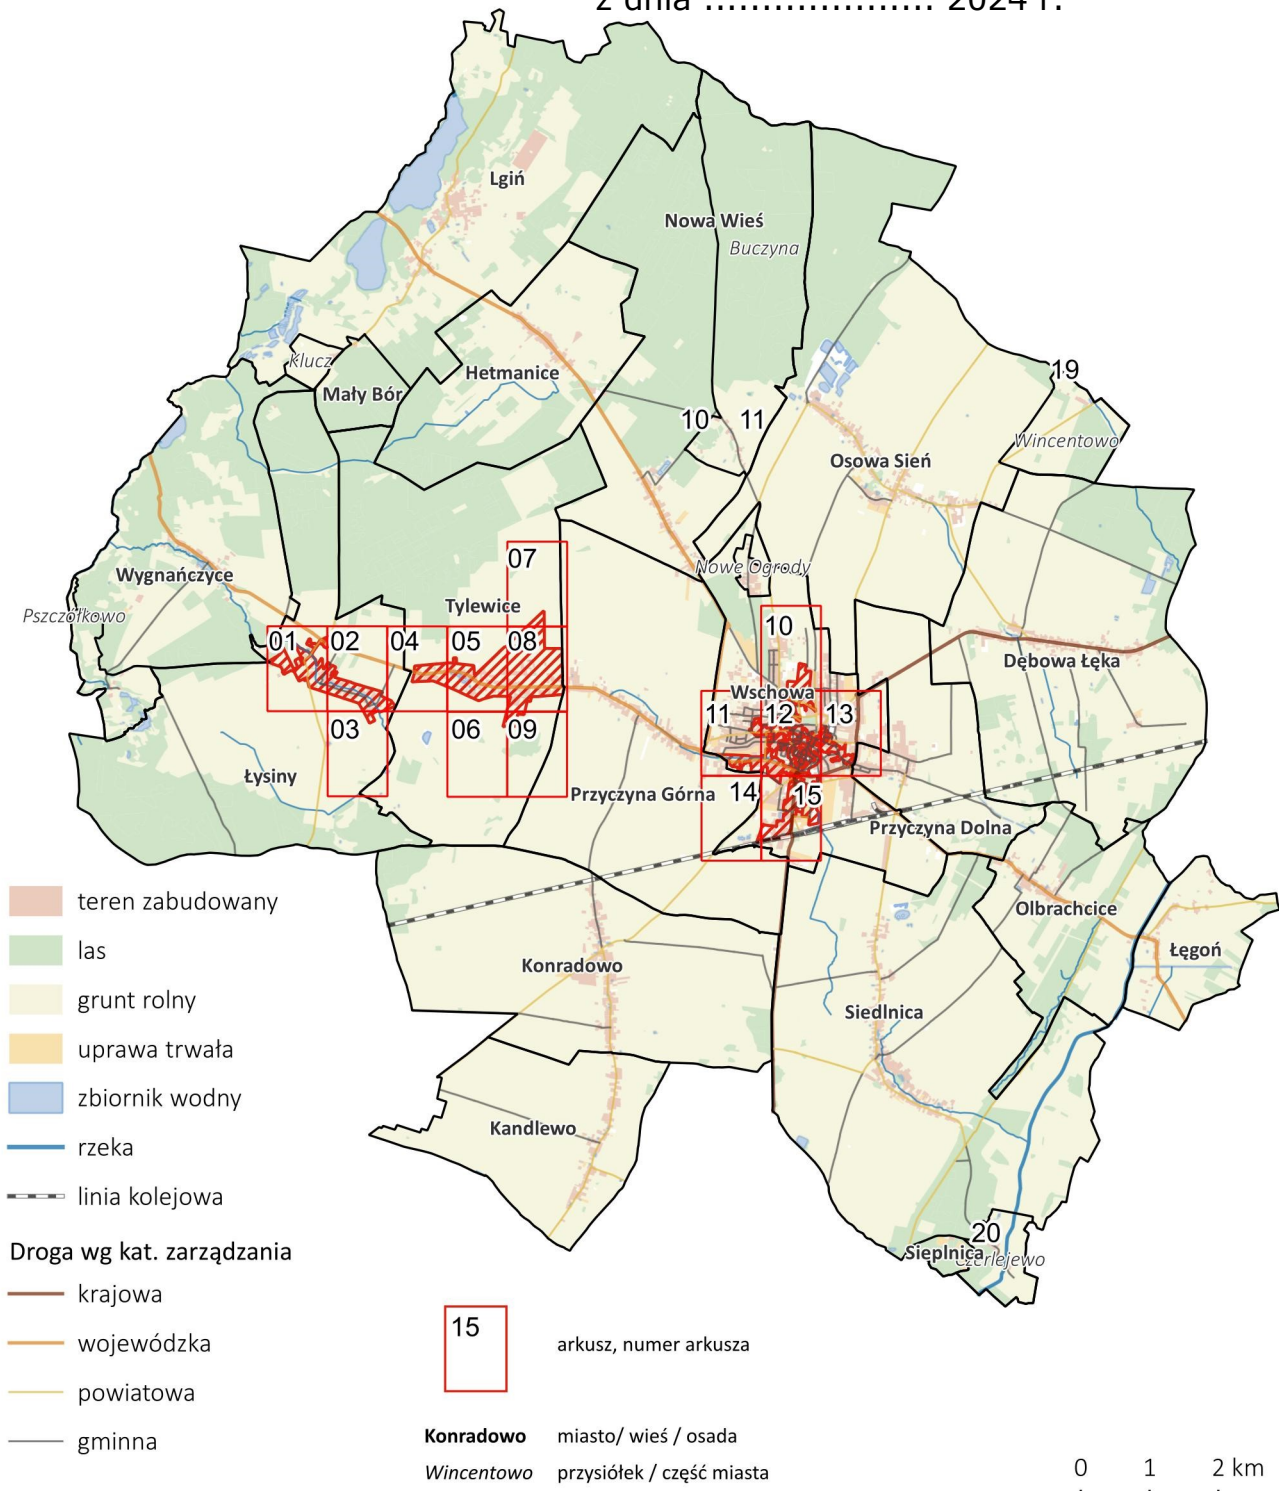 z dnia .................... 2024 r.
Lgiń
Nowa Wieś
Buczyna
Klucz
Mały Bór
Hetmanice
19
10
11
Wincentowo
Osowa Sień
07
Nowe Ogrody
Wygnańczyce
Pszczółkowo
Tylewice
01
02
04
05
08
10
Dębowa Łęka
Wschowa
11
12
13
03
06
09
Łysiny
Przyczyna Górna
14
15
Przyczyna Dolna
Olbrachcice
Łęgoń
Konradowo
Siedlnica
Kandlewo
20
Sieplnica
Czerlejewo
teren zabudowany
las
grunt rolny
uprawa trwała
zbiornik wodny
rzeka
linia kolejowa
Droga wg kat. zarządzania
krajowa
wojewódzka
powiatowa
gminna
15
arkusz, numer arkusza
Konradowo miasto/ wieś / osada
Wincentowo przysiółek / część miasta
0 1 2 km